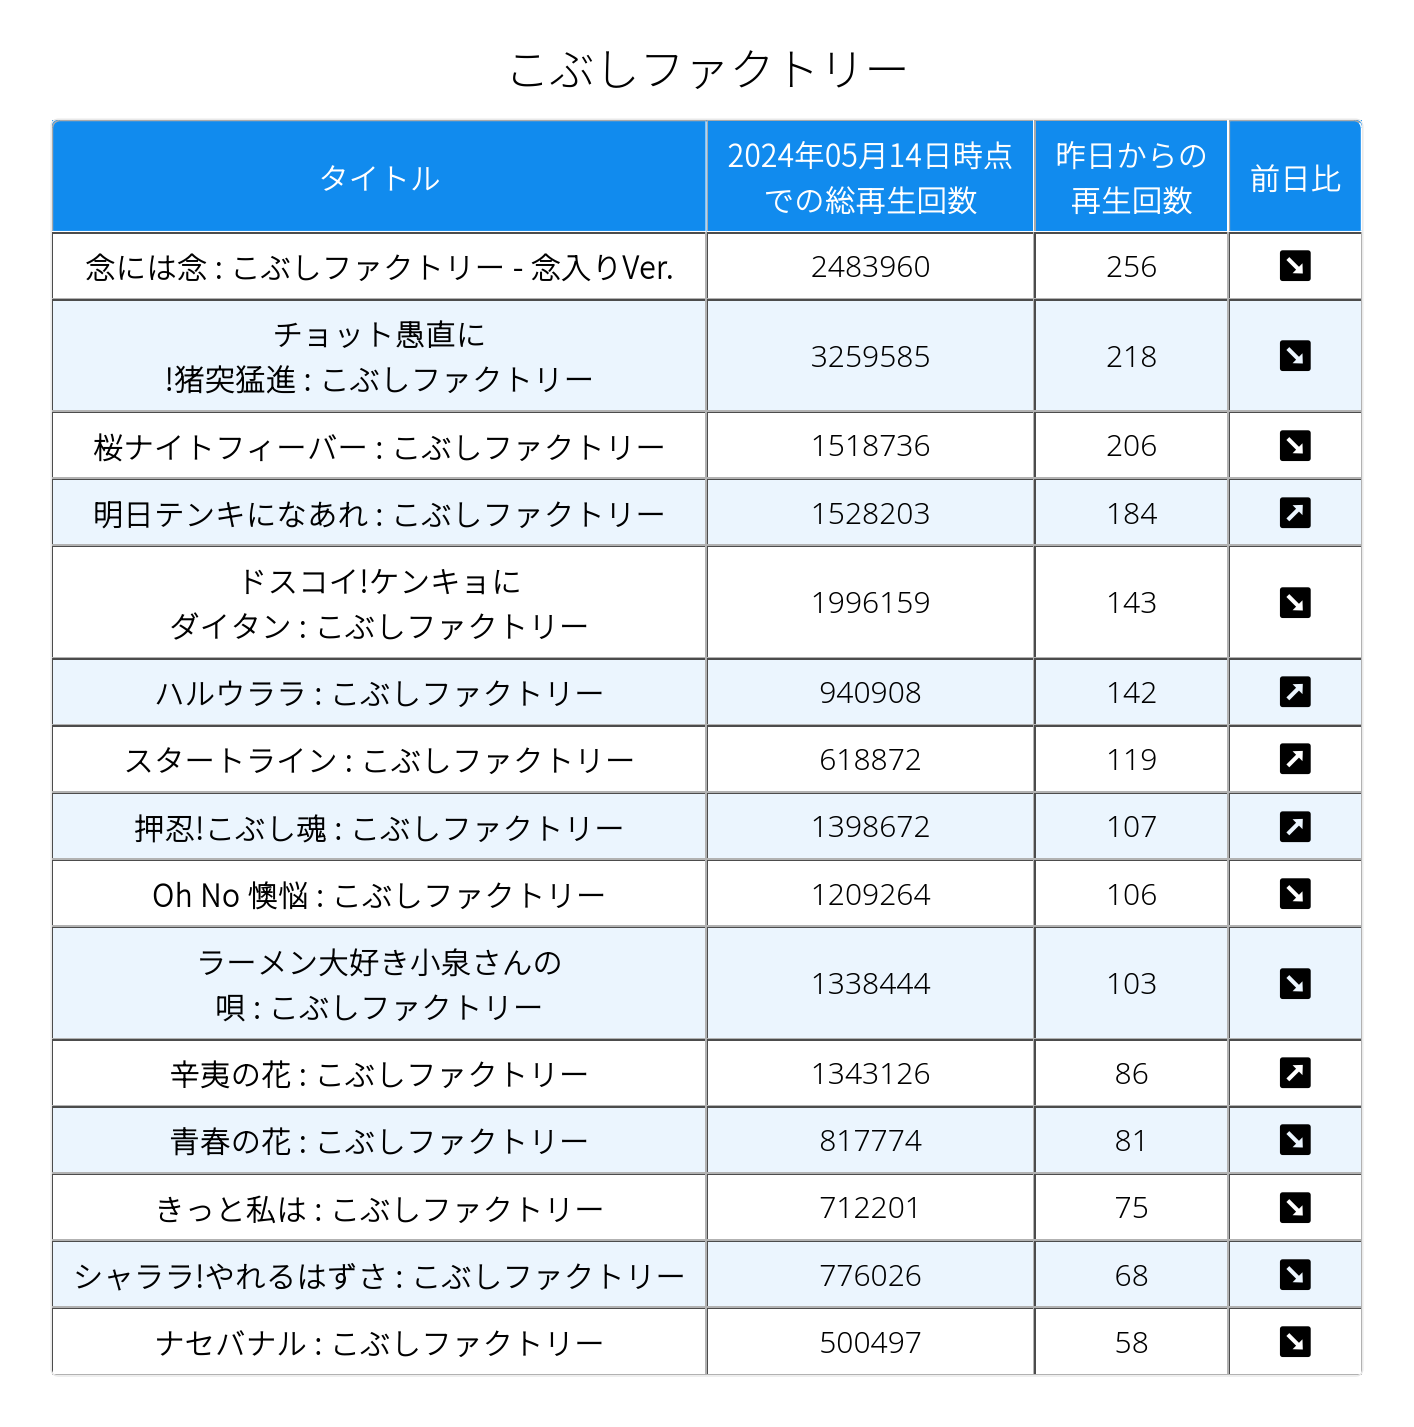 こぶしファクトリー
タイトル
2024年05月14日時点
での総再生回数
昨日からの
再生回数
前日比
念には念 : こぶしファクトリー - 念入りVer.
2483960
256
チョット愚直に
!猪突猛進 : こぶしファクトリー
3259585
218
桜ナイトフィーバー : こぶしファクトリー
1518736
206
明日テンキになあれ : こぶしファクトリー
1528203
184
ドスコイ!ケンキョに
ダイタン : こぶしファクトリー
1996159
143
ハルウララ : こぶしファクトリー
940908
142
スタートライン : こぶしファクトリー
618872
119
押忍!こぶし魂 : こぶしファクトリー
1398672
107
Oh No 懊悩 : こぶしファクトリー
1209264
106
ラーメン大好き小泉さんの
唄 : こぶしファクトリー
1338444
103
辛夷の花 : こぶしファクトリー
1343126
86
青春の花 : こぶしファクトリー
817774
81
きっと私は : こぶしファクトリー
712201
75
シャララ!やれるはずさ : こぶしファクトリー
776026
68
ナセバナル : こぶしファクトリー
500497
58